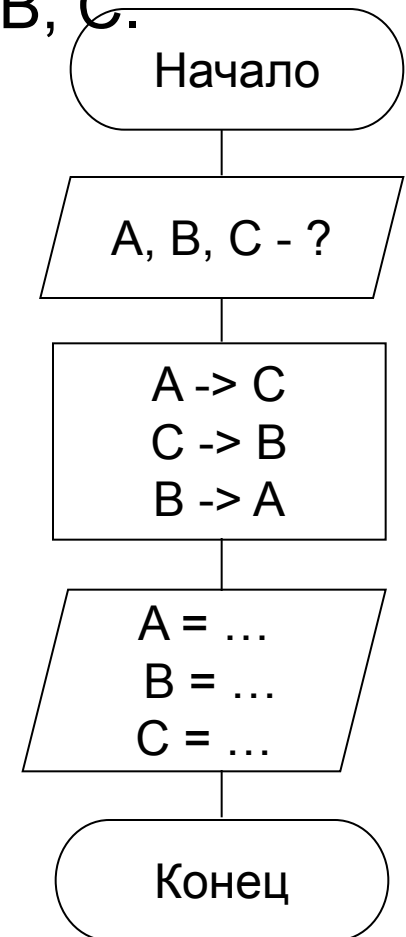 B, C.
Начало
A, B, C - ?
A -> C
C -> B
B -> A
A = …
B = …
C = …
Конец